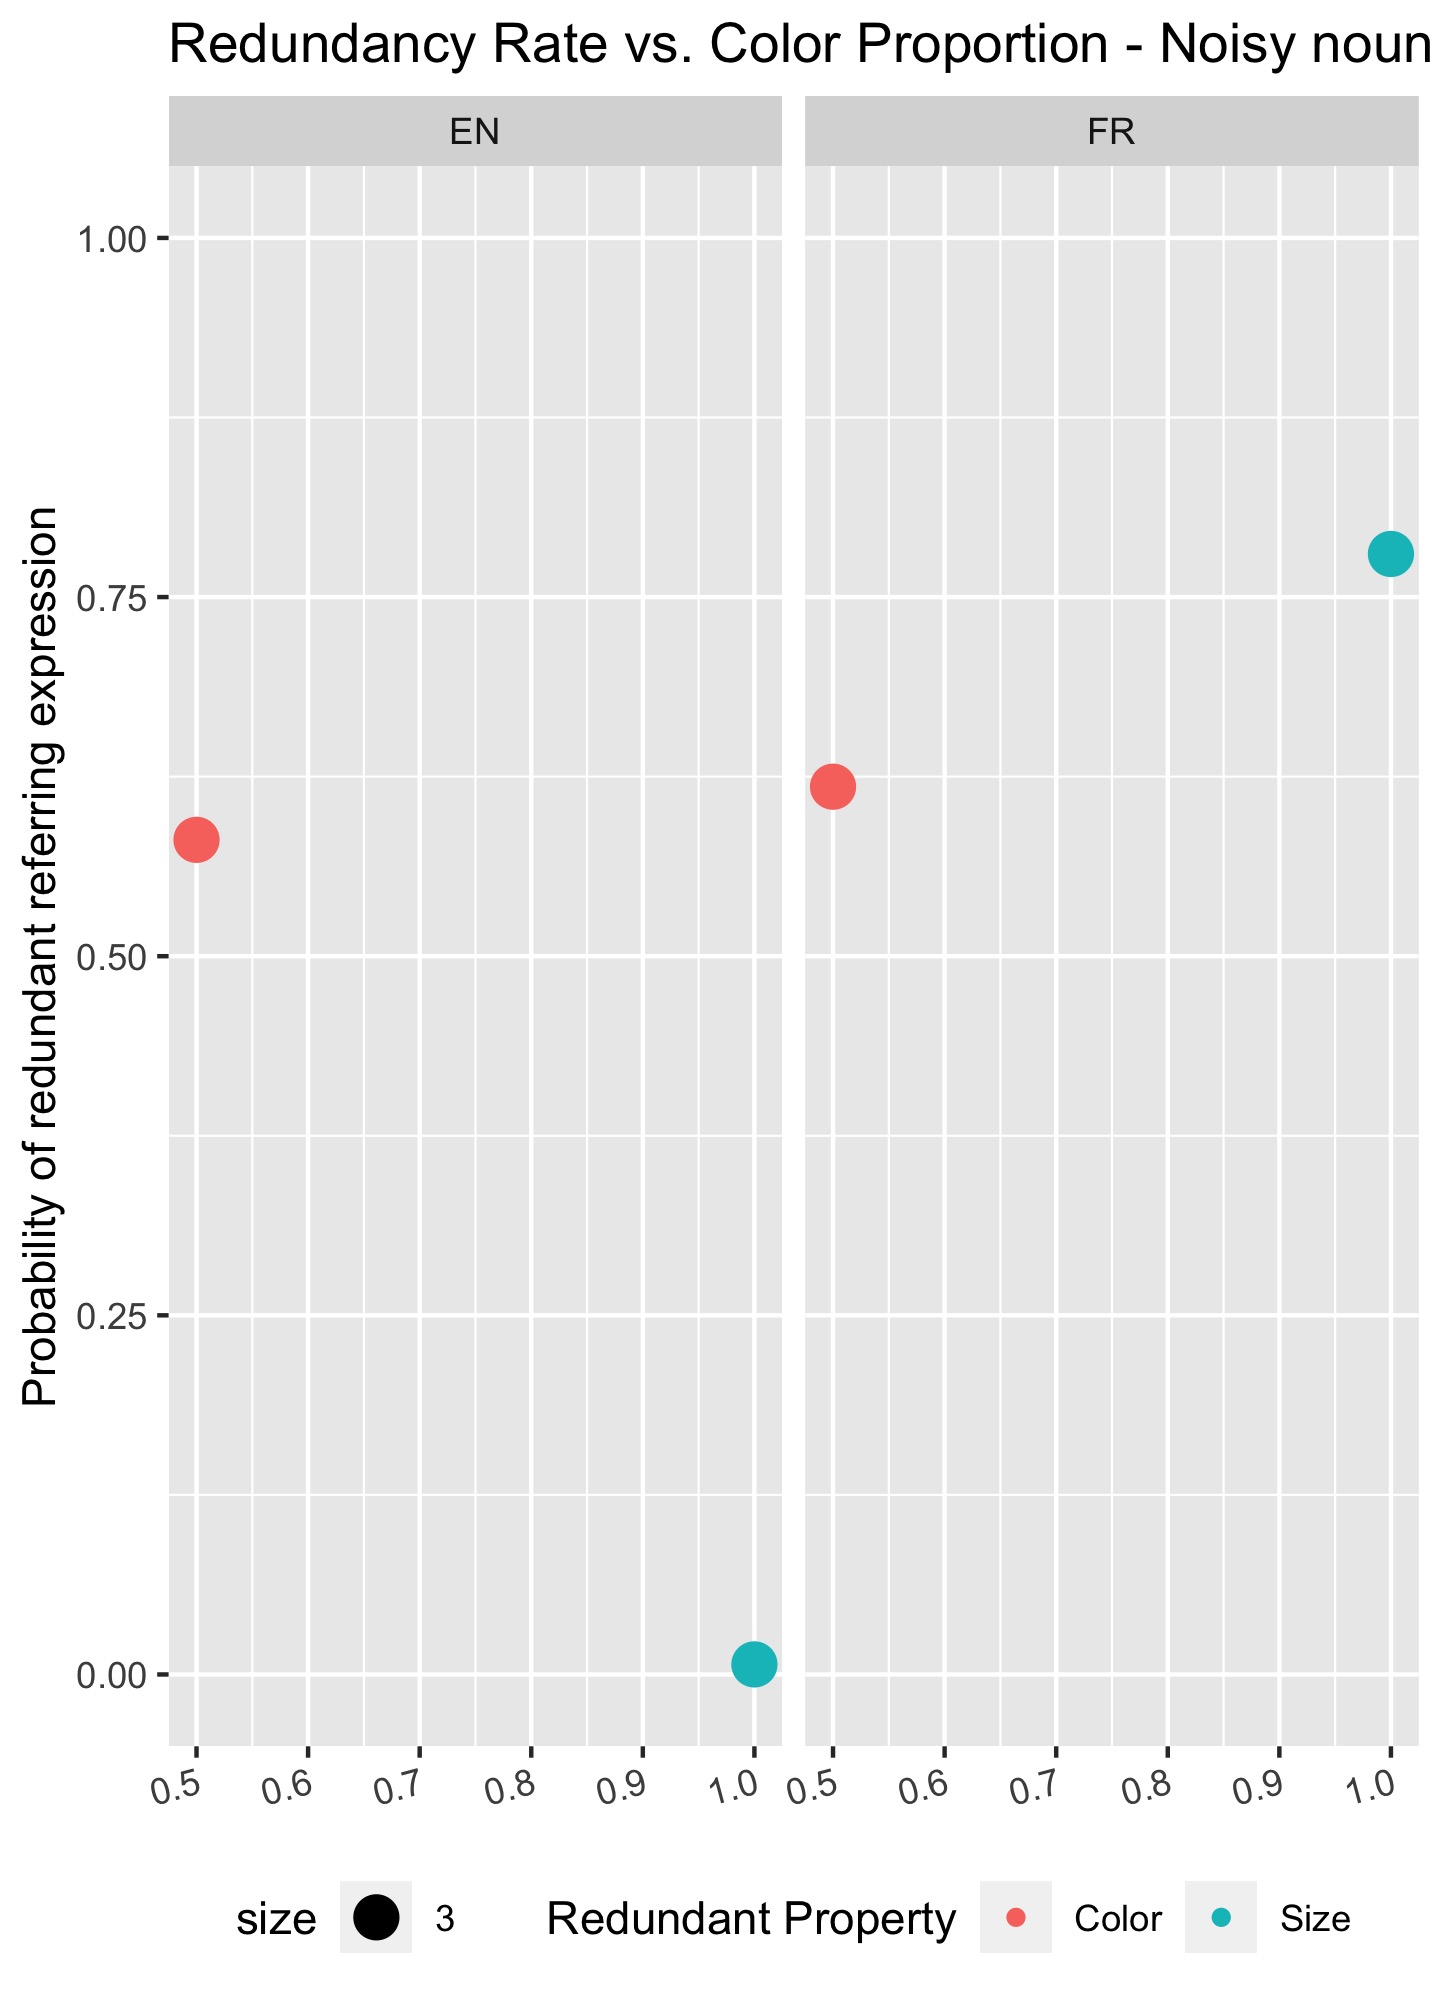 Redundancy Rate vs. Color Proportion - Noisy noun
EN
FR
Probability of redundant referring expression
1.00
0.75
0.50
0.25
0.00
0.5 0.6 0.7 0.8 0.9 1.0
0.5 0.6 0.7 0.8 0.9 1.0
size 3 Redundant Property Color Size